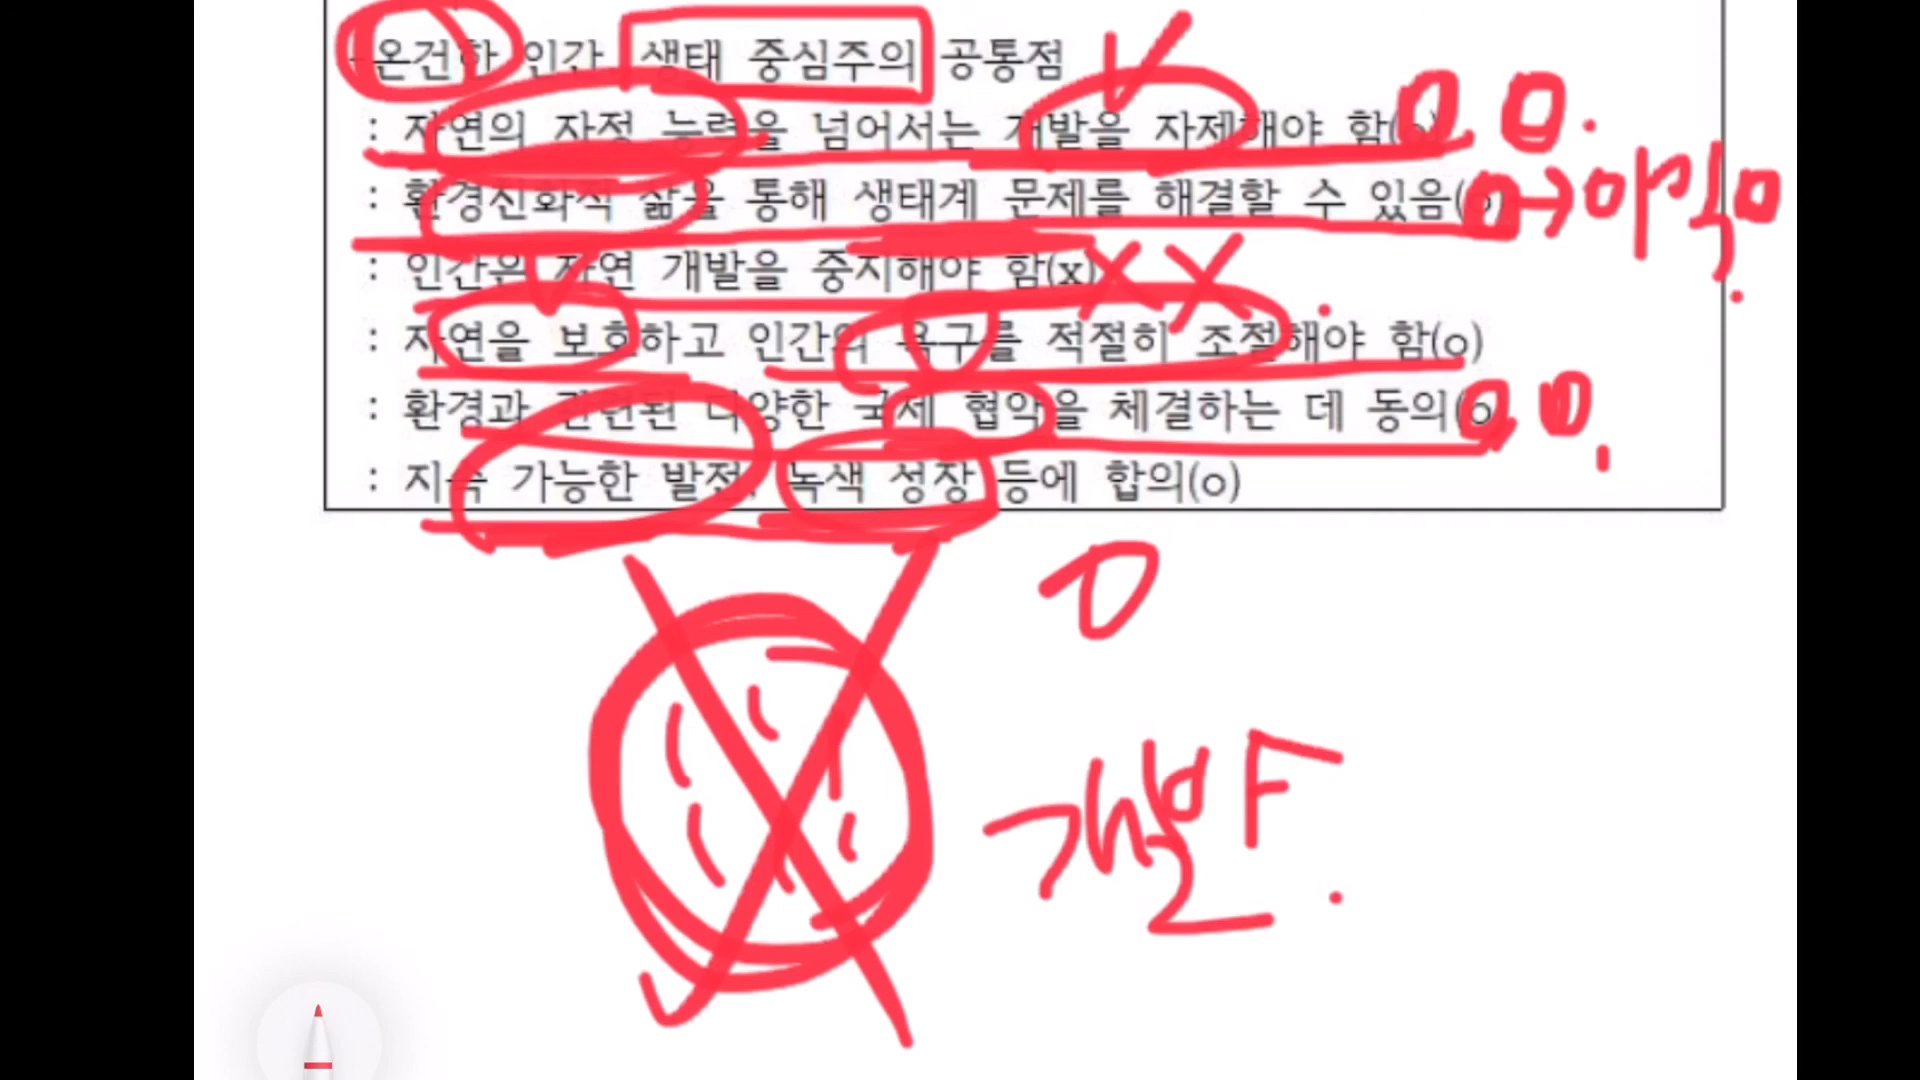 -온건한 인간, 생태 중심주의 공통점
: 자연의 자정 능력을 넘어서는 개발을 자제해야 함(o)
: 환경친화적 삶을 통해 생태계 문제를 해결할 수 있음(o)
: 인간은 자연 개발을 중지해야 함(x)
: 자연을 보호하고 인간의 욕구를 적절히 조절해야 함(o)
: 환경과 관련된 다양한 국제 협약을 체결하는 데 동의(o)
: 지속 가능한 발전, 녹색 성장 등에 합의(o)
개발